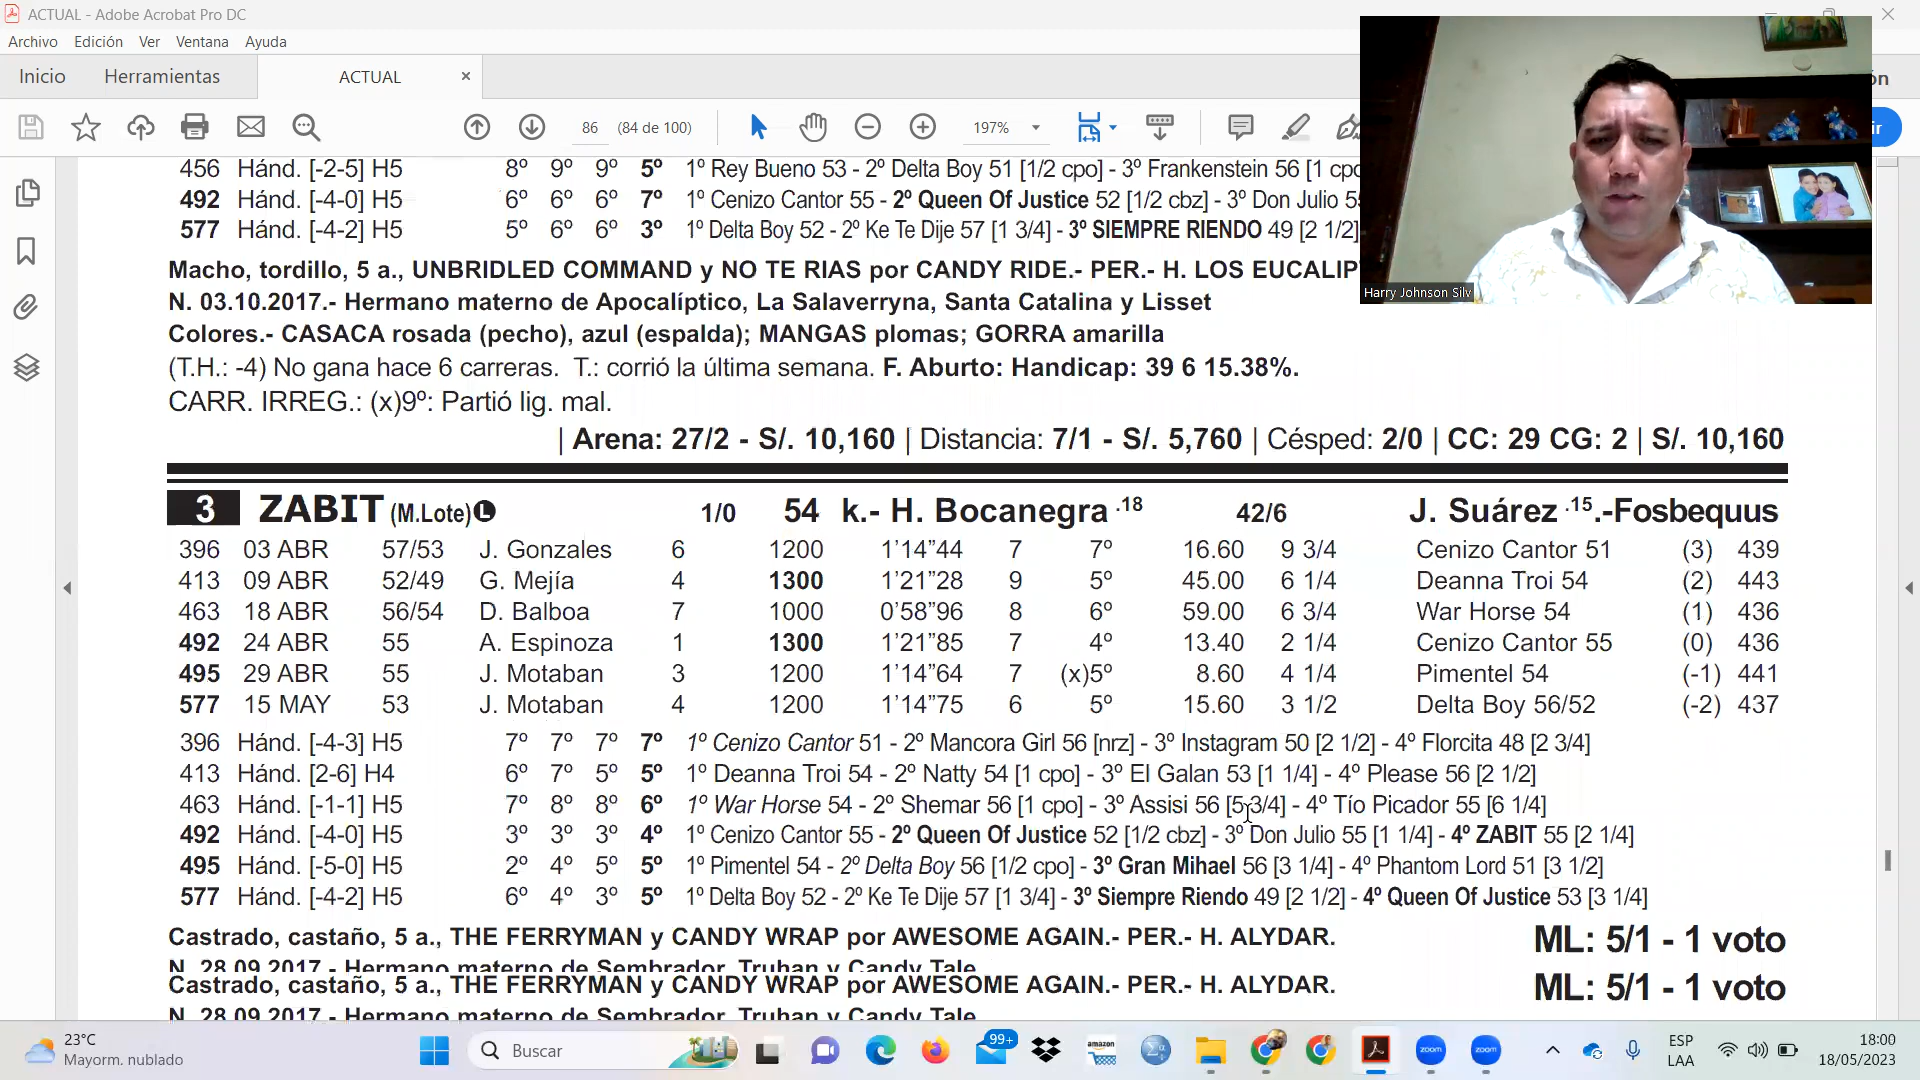 ACTUAL - Adobe Acrobat Pro DC
Archivo Edición Ver Ventana Ayuda
Inicio Herramientas ACTUAL ×
86 (84 de 100) 197%
456 Hánd. [-2-5] H5 8º 9º 9º 5º 1º Rey Bueno 53 - 2º Delta Boy 51 [1/2 cpo] - 3º Frankenstein 56 [1 cpo
492 Hánd. [-4-0] H5 6º 6º 6º 7º 1º Cenizo Cantor 55 - 2º Queen Of Justice 52 [1/2 cbz] - 3º Don Julio
577 Hánd. [-4-2] H5 5º 6º 6º 3º 1º Delta Boy 52 - 2º Ke Te Dije 57 [1 3/4] - 3º SIEMPRE RIENDO 49 [2 1/2]
Harry Johnson Silv
Macho, tordillo, 5 a., UNBRIDLED COMMAND y NO TE RIAS por CANDY RIDE.- PER.- H. LOS EUCALIP
N. 03.10.2017.- Hermano materno de Apocalíptico, La Salaverryna, Santa Catalina y Lisset
Colores.- CASACA rosada (pecho), azul (espalda); MANGAS plomas; GORRA amarilla
(T.H.: -4) No gana hace 6 carreras. T.: corrió la última semana. F. Aburto: Handicap: 39 6 15.38%.
CARR. IRREG.: (x)9º: Partió lig. mal.
| Arena: 27/2 - S/. 10,160 | Distancia: 7/1 - S/. 5,760 | Césped: 2/0 | CC: 29 CG: 2 | S/. 10,160
3 ZABIT (M.Lote) L 1/0 54 k.- H. Bocanegra .18 42/6 J. Suárez .15.-Fosbequus
396 03 ABR 57/53 J. Gonzales 6 1200 1'14"44 7 7º 16.60 9 3/4 Cenizo Cantor 51 (3) 439
413 09 ABR 52/49 G. Mejía 4 1300 1'21"28 9 5º 45.00 6 1/4 Deanna Troi 54 (2) 443
463 18 ABR 56/54 D. Balboa 7 1000 0'58"96 8 6º 59.00 6 3/4 War Horse 54 (1) 436
492 24 ABR 55 A. Espinoza 1 1300 1'21"85 7 4º 13.40 2 1/4 Cenizo Cantor 55 (0) 436
495 29 ABR 55 J. Motaban 3 1200 1'14"64 7 (x)5º 8.60 4 1/4 Pimentel 54 (-1) 441
577 15 MAY 53 J. Motaban 4 1200 1'14"75 6 5º 15.60 3 1/2 Delta Boy 56/52 (-2) 437
396 Hánd. [-4-3] H5 7º 7º 7º 7º 1º Cenizo Cantor 51 - 2º Mancora Girl 56 [nrz] - 3º Instagram 50 [2 1/2] - 4º Florcita 48 [2 3/4]
413 Hánd. [2-6] H4 6º 7º 5º 5º 1º Deanna Troi 54 - 2º Natty 54 [1 cpo] - 3º El Galan 53 [1 1/4] - 4º Please 56 [2 1/2]
463 Hánd. [-1-1] H5 7º 8º 8º 6º 1º War Horse 54 - 2º Shemar 56 [1 cpo] - 3º Assisi 56 [5 3/4] - 4º Tío Picador 55 [6 1/4]
492 Hánd. [-4-0] H5 3º 3º 3º 4º 1º Cenizo Cantor 55 - 2º Queen Of Justice 52 [1/2 cbz] - 3º Don Julio 55 [1 1/4] - 4º ZABIT 55 [2 1/4]
495 Hánd. [-5-0] H5 2º 4º 5º 5º 1º Pimentel 54 - 2º Delta Boy 56 [1/2 cpo] - 3º Gran Mihael 56 [3 1/4] - 4º Phantom Lord 51 [3 1/2]
577 Hánd. [-4-2] H5 6º 4º 3º 5º 1º Delta Boy 52 - 2º Ke Te Dije 57 [1 3/4] - 3º Siempre Riendo 49 [2 1/2] - 4º Queen Of Justice 53 [3 1/4]
Castrado, castaño, 5 a., THE FERRYMAN y CANDY WRAP por AWESOME AGAIN.- PER.- H. ALYDAR. ML: 5/1 - 1 voto
N. 28.09.2017.- Hermano materno de Sembrador, Truhan y Candy Tale
Castrado, castaño, 5 a., THE FERRYMAN y CANDY WRAP por AWESOME AGAIN.- PER.- H. ALYDAR. ML: 5/1 - 1 voto
N. 28.09.2017.- Hermano materno de Sembrador, Truhan y Candy Tale
23°C
Mayorm. nublado
Buscar
99+
amazon
zoom
zoom
ESP
LAA
18:00
18/05/2023